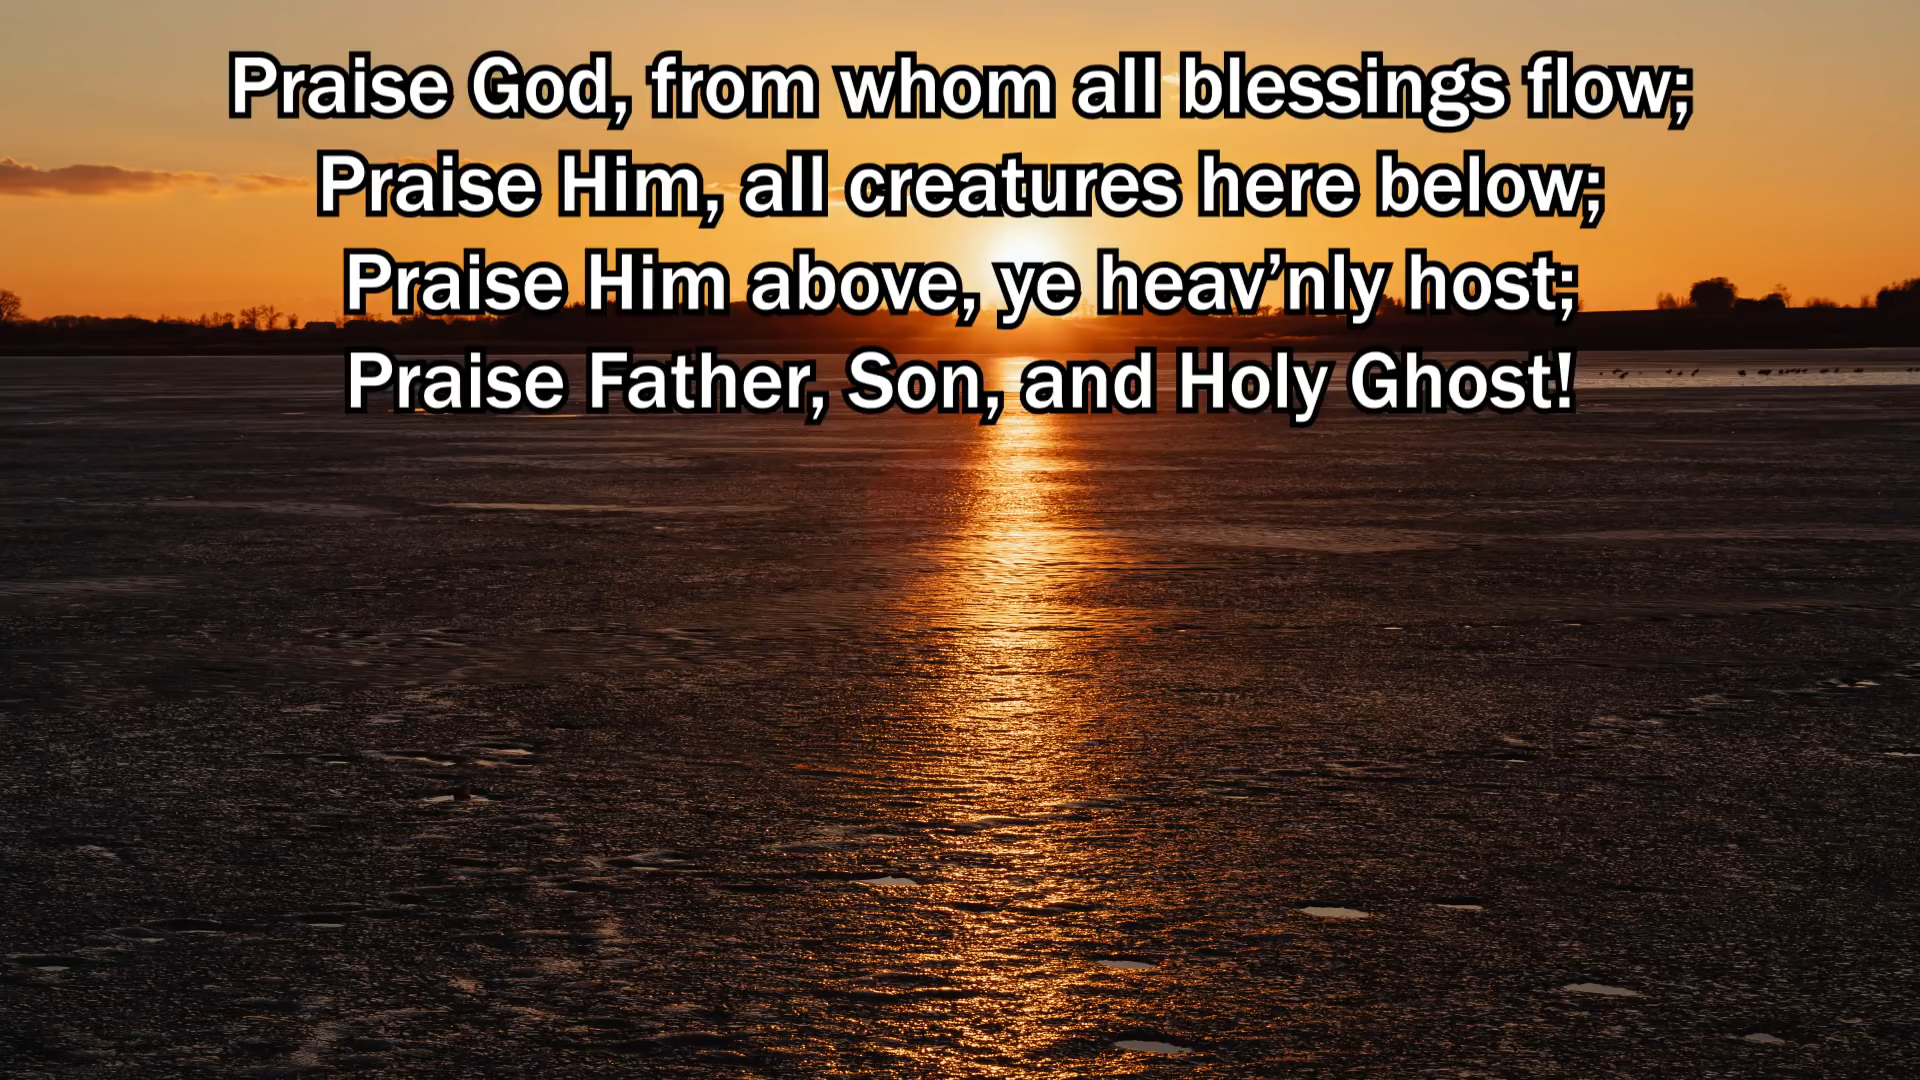 Praise God, from whom all blessings flow;
Praise Him, all creatures here below;
Praise Him above, ye heav’nly host;
Praise Father, Son, and Holy Ghost!